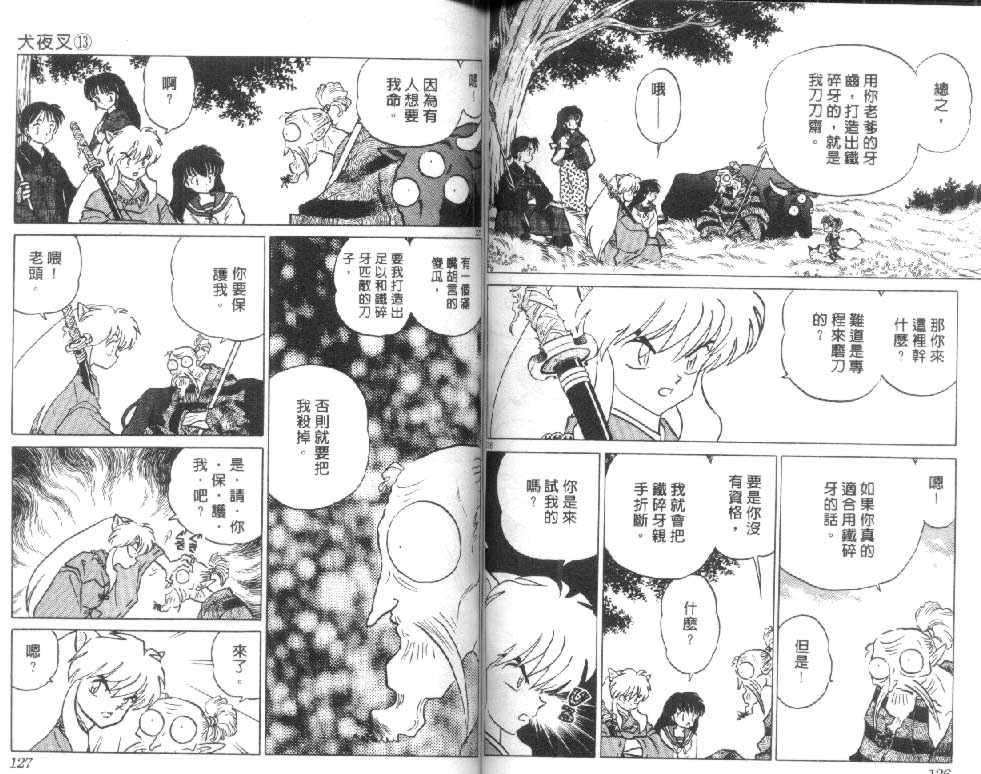 總之，
用你老爹的牙
齒，打造出鐵
碎牙的，就是
我刀刀齋。
哦——
那你來
這裡幹
什麼？
難道是專
程來磨刀
的？
嗯！
如果你真的
適合用鐵碎
牙的話。
但是！
要是你沒
有資格，
我就會把
鐵碎牙親
手折斷。
什麼？
你是來
試我的
嗎？
126
犬夜叉⑬
嗯！
因為有
人想要
我命。
啊？
有一個滿
嘴胡言的
傻瓜，
要我打造出
足以和鐵碎
牙匹敵的刀
子，
否則就要把
我殺掉。
你要保
護我。
喂！
老頭。
是．請．你
．保．護．
我．吧？
來了。
嗯？
127